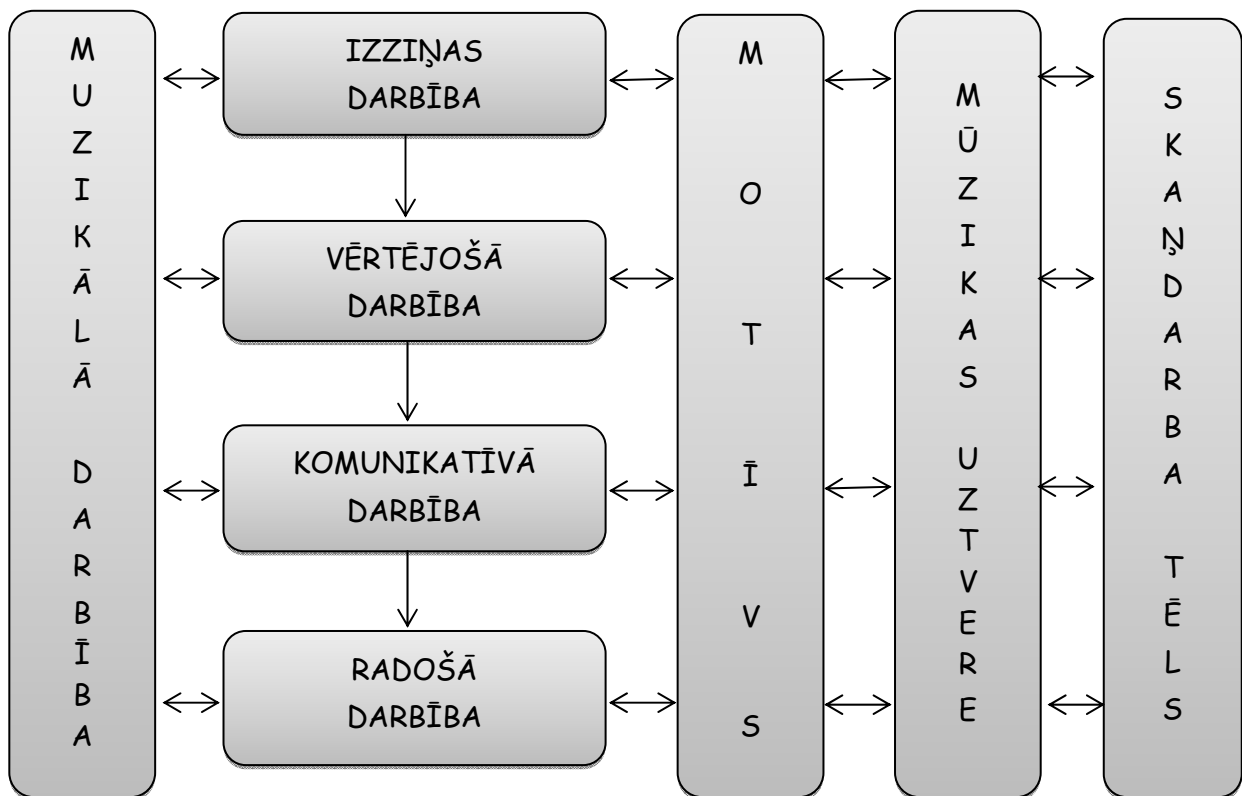 MUZIKĀLĀ DARBĪBA
IZZIŅAS
DARBĪBA
VĒRTĒJOŠĀ
DARBĪBA
KOMUNIKATĪVĀ
DARBĪBA
RADOŠĀ
DARBĪBA
MOTĪVS
MŪZIKAS UZTVERE
SKAŅDARBA TĒLS